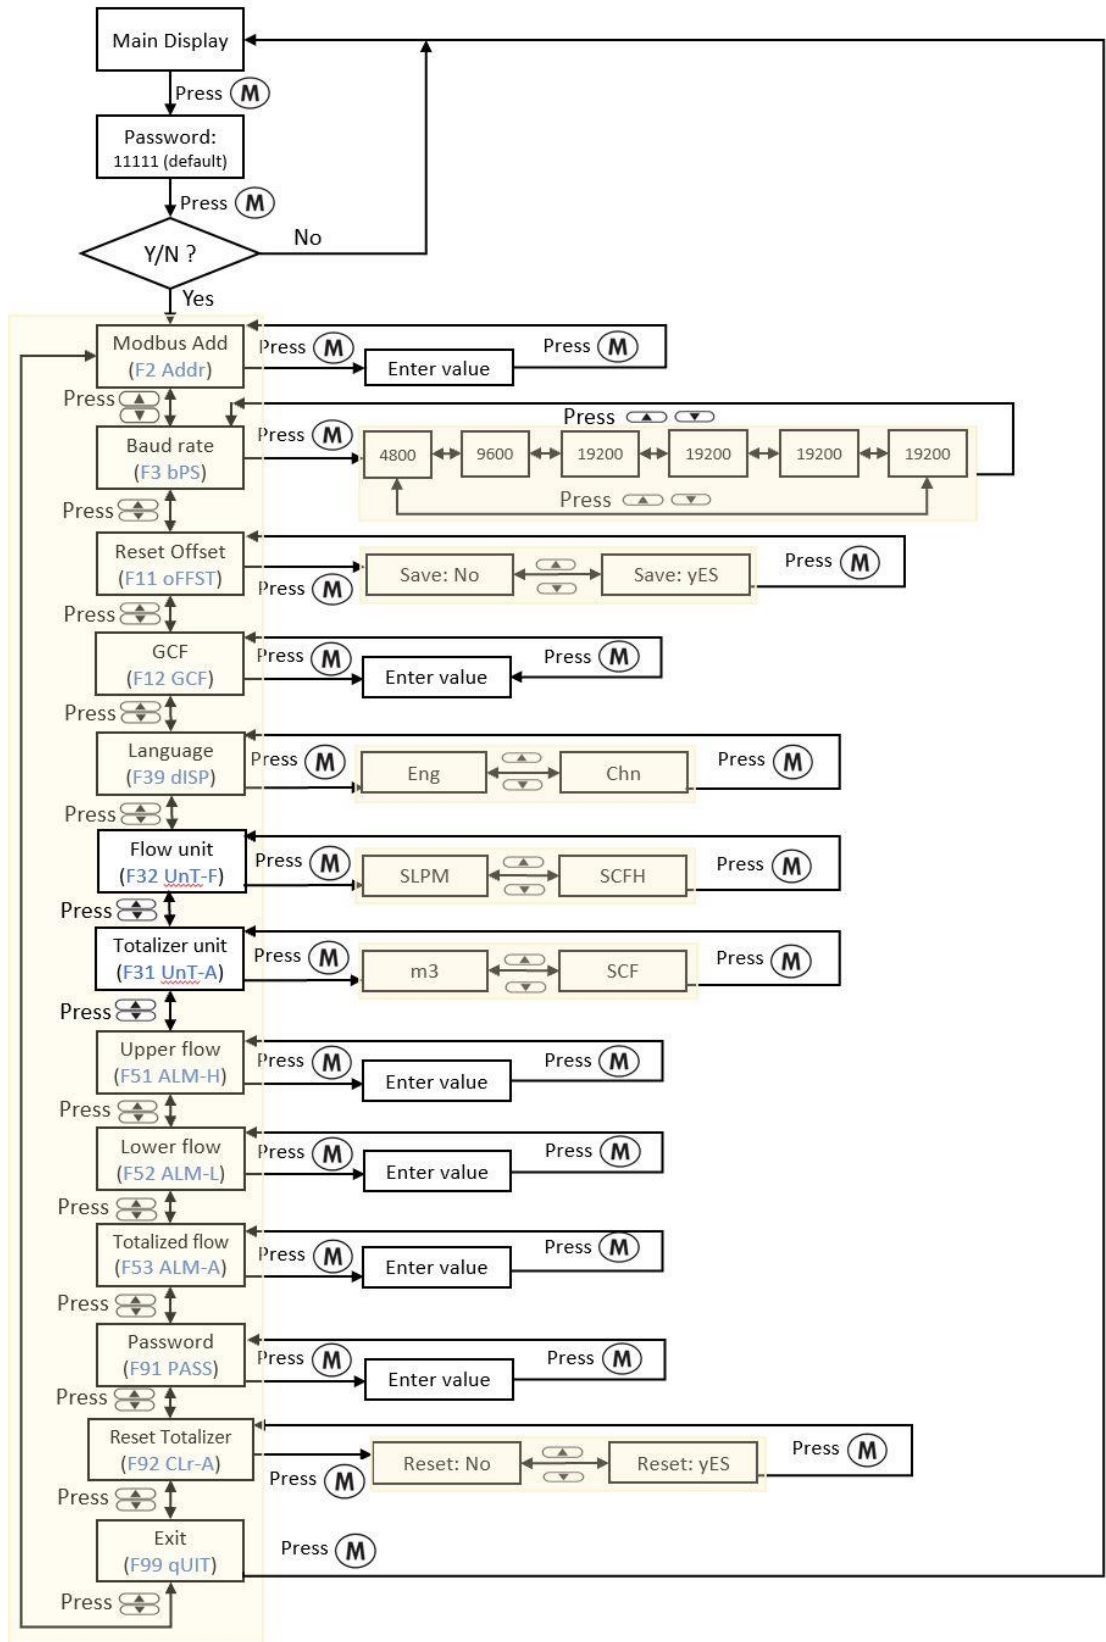 Main Display
Press M
Password:
11111 (default)
Press M
Y/N ?
No
Yes
Modbus Add
(F2 Addr)
Press M
Enter value
Press M
Press
Baud rate
(F3 bPS)
Press M
4800
9600
19200
19200
19200
19200
Press
Press
Press
Reset Offset
(F11 oFFST)
Press M
Save: No
Save: yES
Press M
Press
GCF
(F12 GCF)
Press M
Enter value
Press M
Press
Language
(F39 dISP)
Press M
Eng
Chn
Press M
Press
Flow unit
(F32 UnT-F)
Press M
SLPM
SCFH
Press M
Press
Totalizer unit
(F31 UnT-A)
Press M
m3
SCF
Press M
Press
Upper flow
(F51 ALM-H)
Press M
Enter value
Press M
Press
Lower flow
(F52 ALM-L)
Press M
Enter value
Press M
Press
Totalized flow
(F53 ALM-A)
Press M
Enter value
Press M
Press
Password
(F91 PASS)
Press M
Enter value
Press M
Press
Reset Totalizer
(F92 CLr-A)
Press M
Reset: No
Reset: yES
Press M
Press
Exit
(F99 qUIT)
Press M
Press